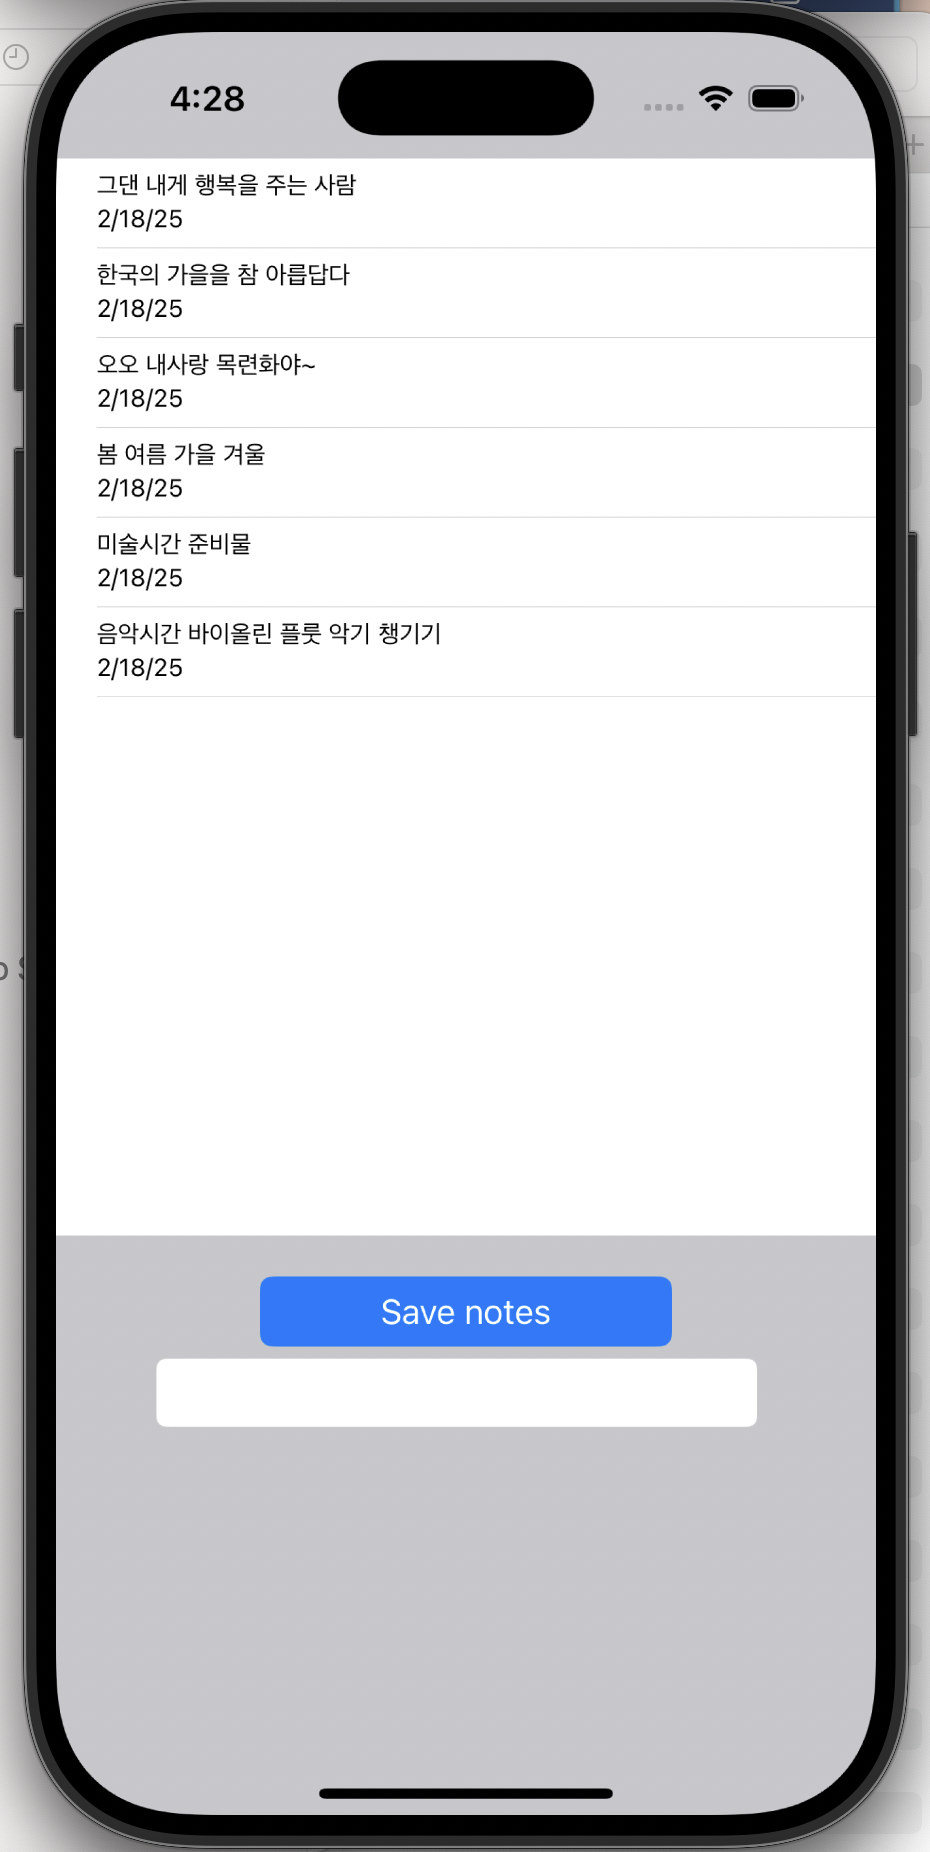 4:28
그댄 내게 행복을 주는 사람
2/18/25
한국의 가을을 참 아릅답다
2/18/25
오오 내사랑 목련화야~
2/18/25
봄 여름 가을 겨울
2/18/25
미술시간 준비물
2/18/25
음악시간 바이올린 플룻 악기 챙기기
2/18/25
Save notes